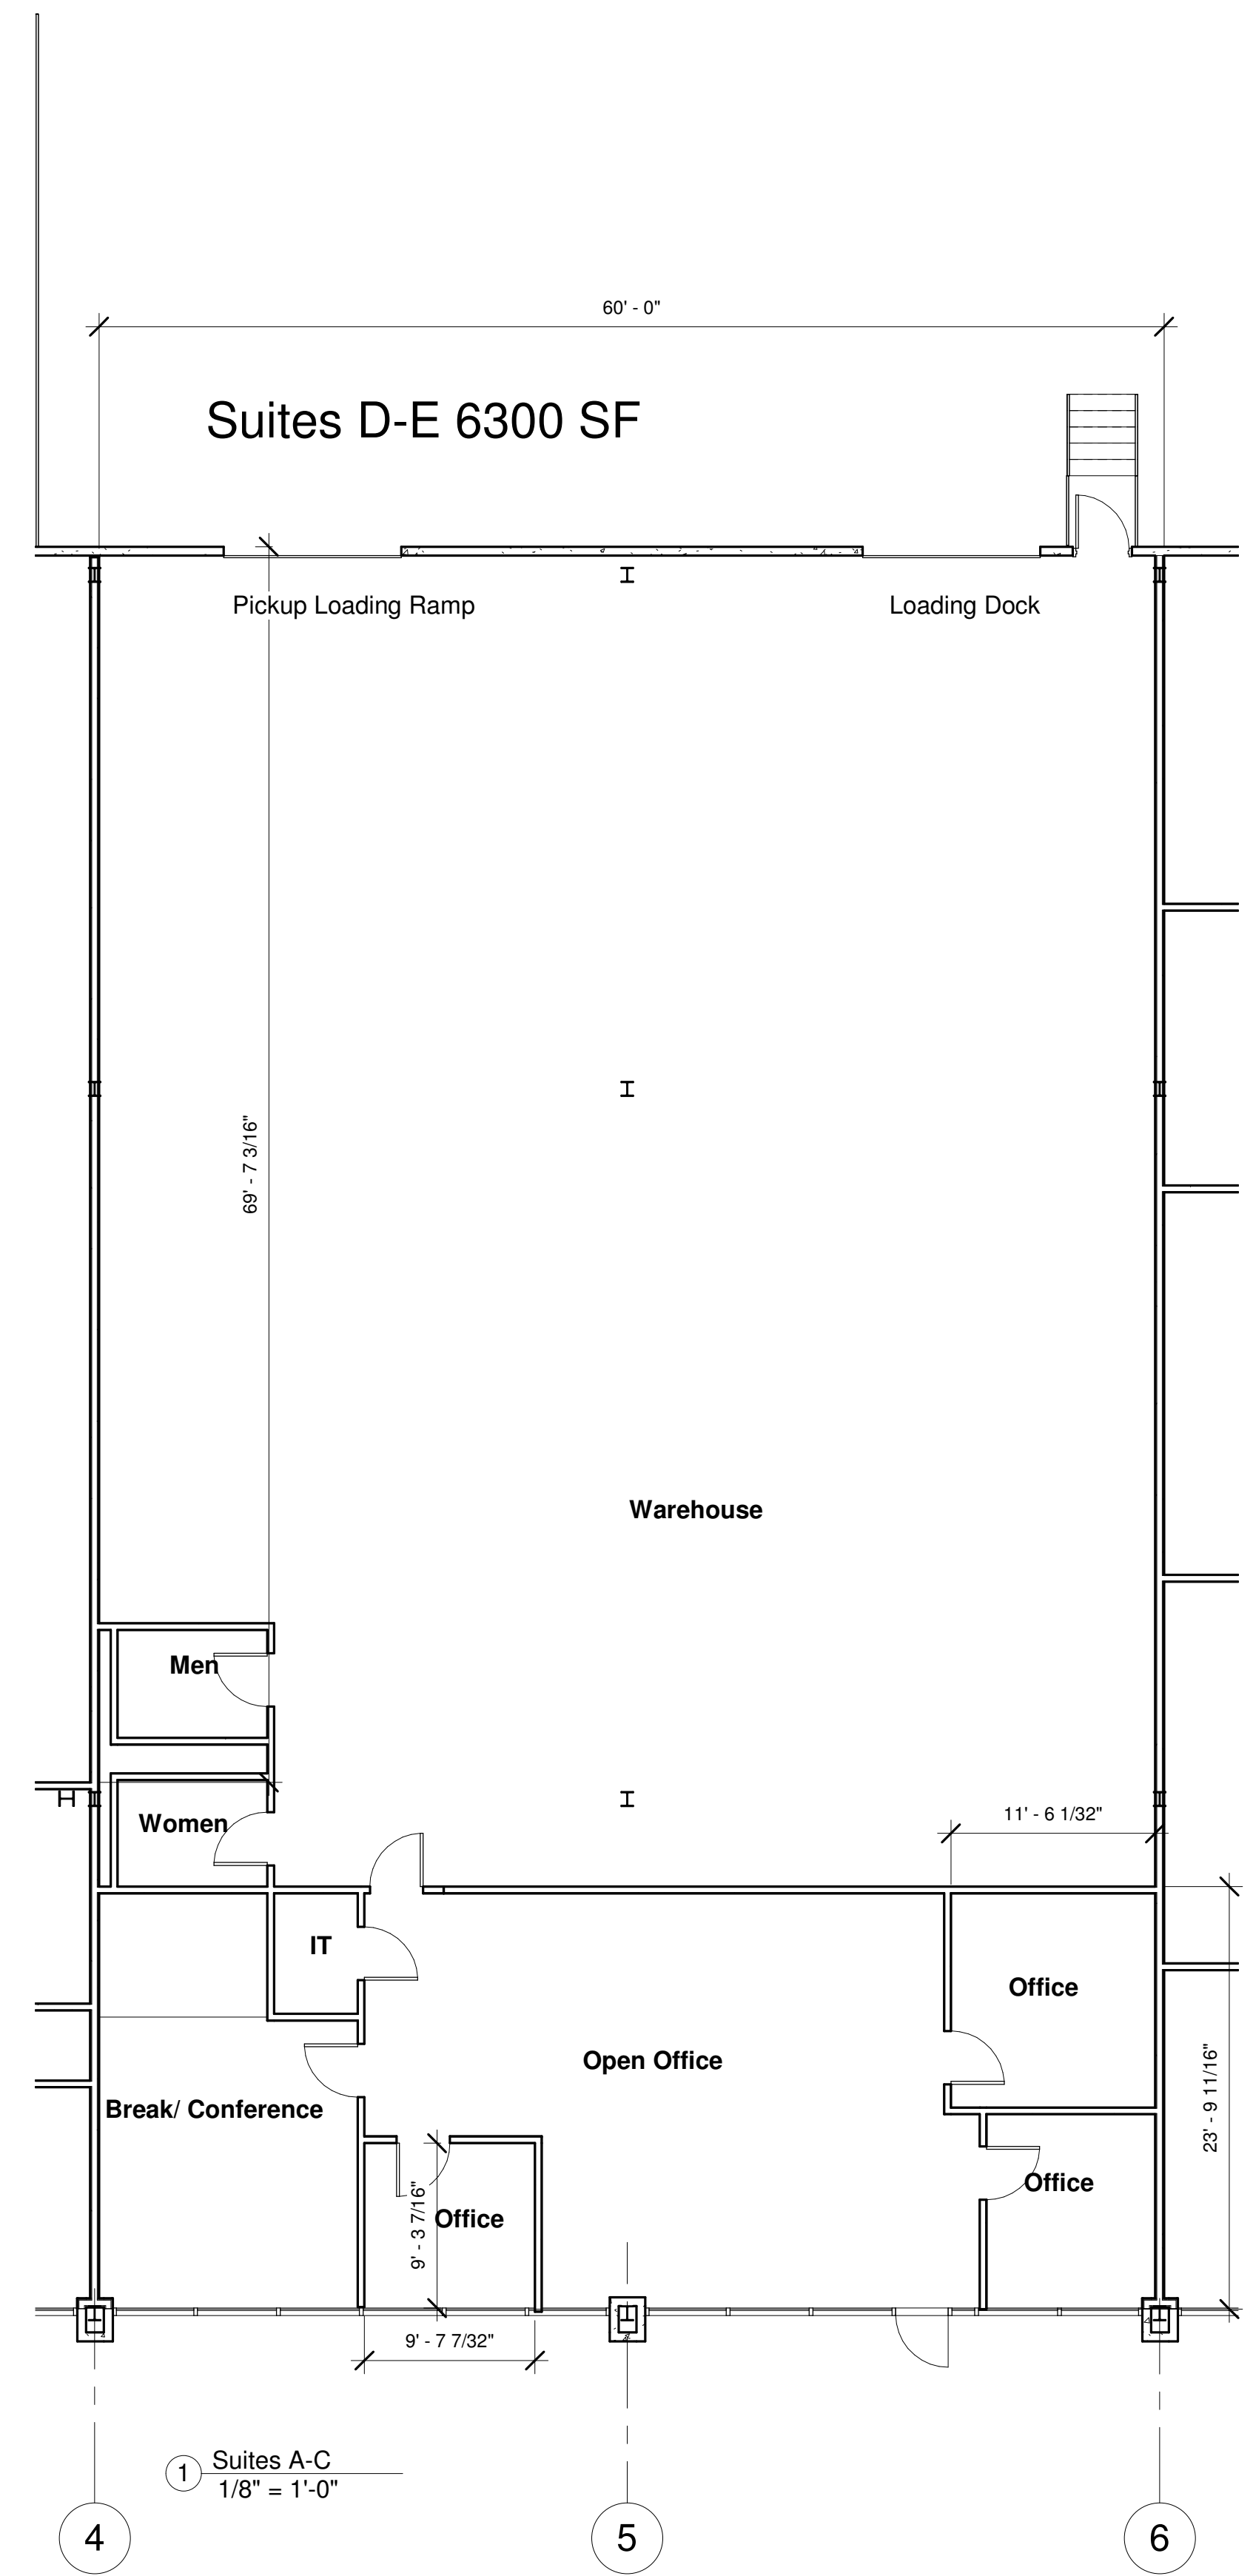 60' - 0"
Suites D-E 6300 SF
Pickup Loading Ramp
Loading Dock
69' - 7 3/16"
Warehouse
Men
Women
11' - 6 1/32"
IT
Office
Open Office
Break/ Conference
23' - 9 11/16"
Office
9' - 3 7/16"
Office
9' - 7 7/32"
1 Suites A-C
1/8" = 1'-0"
4
5
6